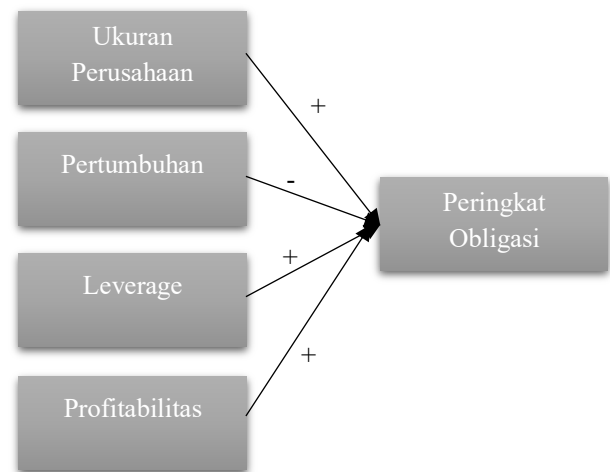 Ukuran
Perusahaan
+
Pertumbuhan
-
Peringkat
Obligasi
Leverage
+
+
Profitabilitas